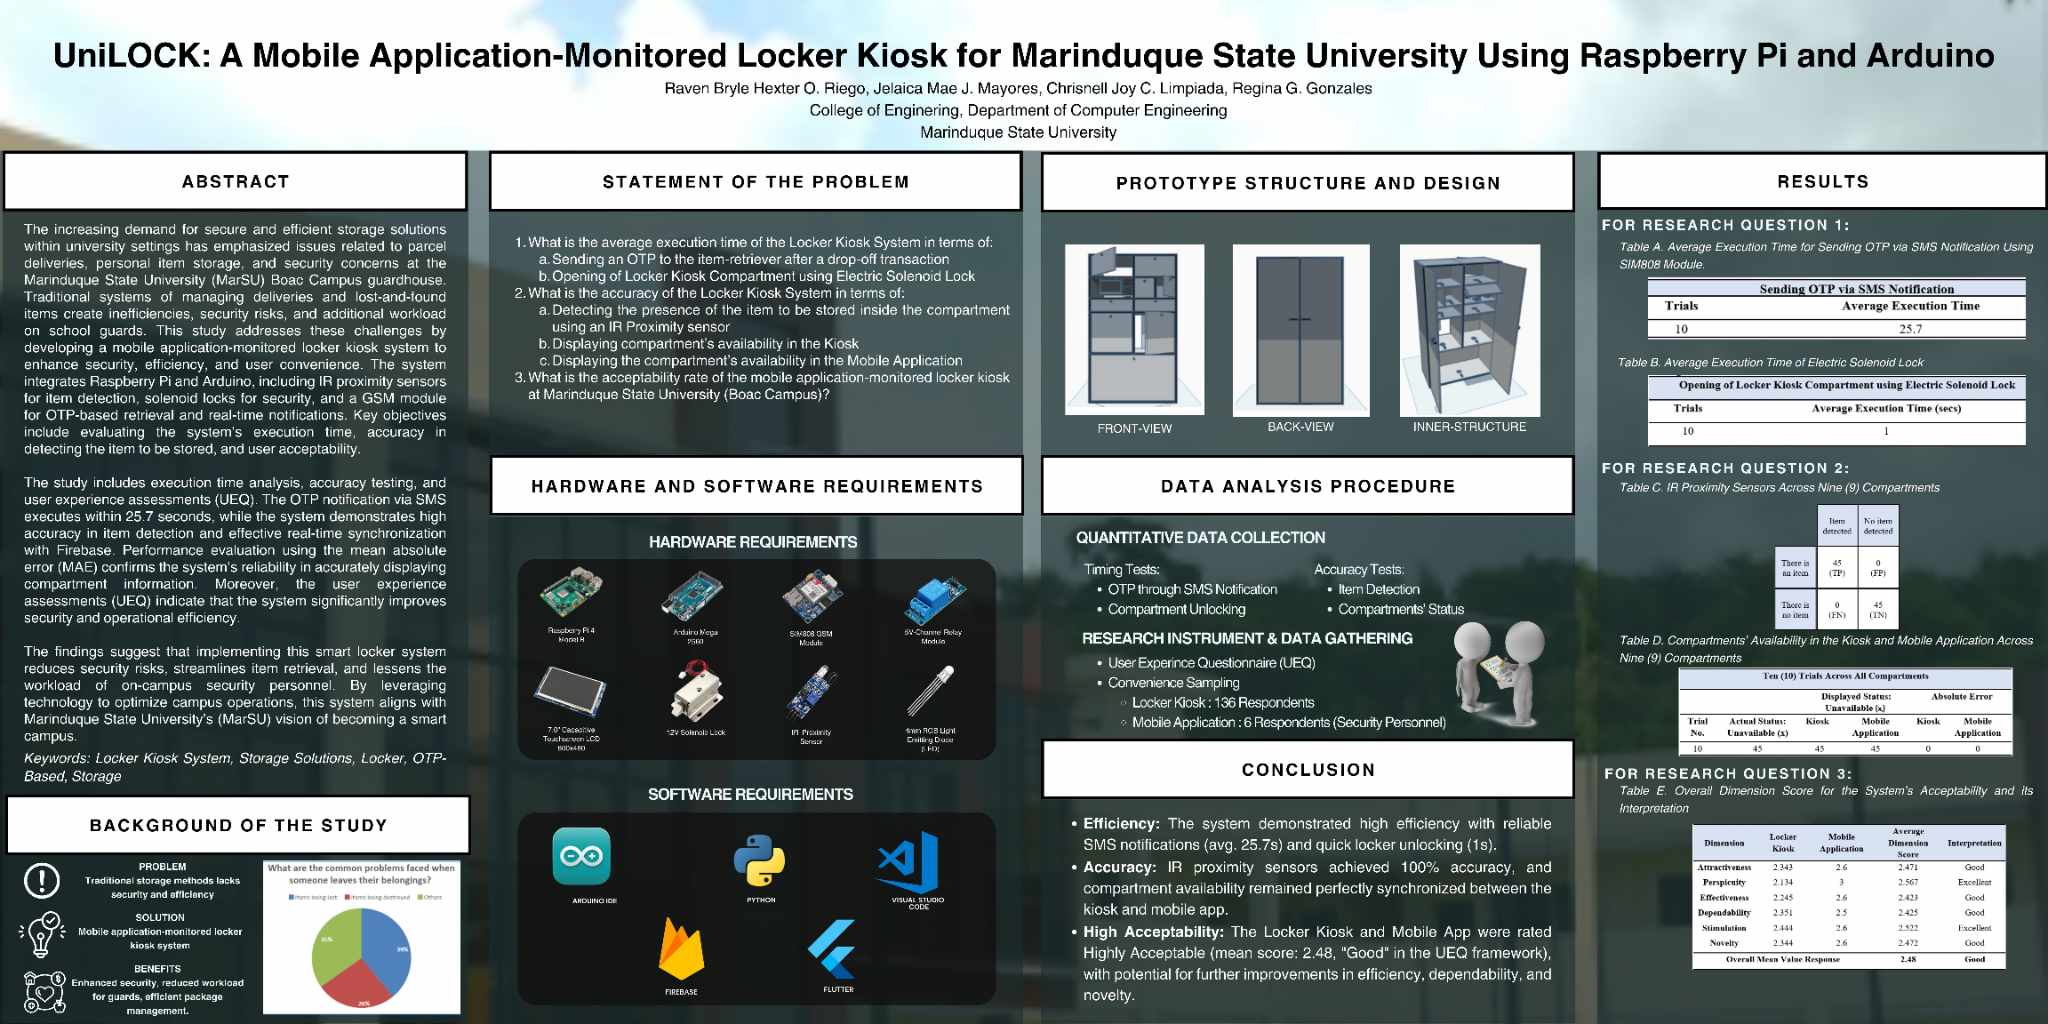 UniLOCK: A Mobile Application-Monitored Locker Kiosk for Marinduque State University Using Raspberry Pi and Arduino
Raven Bryle Hexter O. Riego, Jelaica Mae J. Mayores, Chrisnell Joy C. Limpiada, Regina G. Gonzales
College of Enginering, Department of Computer Engineering
Marinduque State University
ABSTRACT
The increasing demand for secure and efficient storage solutions
within university settings has emphasized issues related to parcel
deliveries, personal item storage, and security concerns at the
Marinduque State University (MarSU) Boac Campus guardhouse.
Traditional systems of managing deliveries and lost-and-found
items create inefficiencies, security risks, and additional workload
on school guards. This study addresses these challenges by
developing a mobile application-monitored locker kiosk system to
enhance security, efficiency, and user convenience. The system
integrates Raspberry Pi and Arduino, including IR proximity sensors
for item detection, solenoid locks for security, and a GSM module
for OTP-based retrieval and real-time notifications. Key objectives
include evaluating the system's execution time, accuracy in
detecting the item to be stored, and user acceptability.
The study includes execution time analysis, accuracy testing, and
user experience assessments (UEQ). The OTP notification via SMS
executes within 25.7 seconds, while the system demonstrates high
accuracy in item detection and effective real-time synchronization
with Firebase. Performance evaluation using the mean absolute
error (MAE) confirms the system's reliability in accurately displaying
compartment information. Moreover, the user experience
assessments (UEQ) indicate that the system significantly improves
security and operational efficiency.
The findings suggest that implementing this smart locker system
reduces security risks, streamlines item retrieval, and lessens the
workload of on-campus security personnel. By leveraging
technology to optimize campus operations, this system aligns with
Marinduque State University's (MarSU) vision of becoming a smart
campus.
Keywords: Locker Kiosk System, Storage Solutions, Locker, OTP-
Based, Storage
BACKGROUND OF THE STUDY
PROBLEM
Traditional storage methods lacks
security and efficiency
SOLUTION
Mobile application-monitored locker
kiosk system
BENEFITS
Enhanced security, reduced workload
for guards, efficient package
management.
What are the common problems faced when
someone leaves their belongings?
Items being lost Items being destroyed Others
STATEMENT OF THE PROBLEM
1. What is the average execution time of the Locker Kiosk System in terms of:
a. Sending an OTP to the item-retriever after a drop-off transaction
b. Opening of Locker Kiosk Compartment using Electric Solenoid Lock
2. What is the accuracy of the Locker Kiosk System in terms of:
a. Detecting the presence of the item to be stored inside the compartment
using an IR Proximity sensor
b. Displaying compartment's availability in the Kiosk
c. Displaying the compartment's availability in the Mobile Application
3. What is the acceptability rate of the mobile application-monitored locker kiosk
at Marinduque State University (Boac Campus)?
HARDWARE AND SOFTWARE REQUIREMENTS
HARDWARE REQUIREMENTS
Raspberry Pi 4
Model B
Arduino Mega
2560
SIM808 GSM
Module
5V-Channel Relay
Module
7.0" Capacitive
Touchscreen LCD
800x480
12V Solenoid Lock
IR Proximity
Sensor
4mm RGB Light
Emitting Diode
(LED)
SOFTWARE REQUIREMENTS
ARDUINO IDE
PYTHON
VISUAL STUDIO
CODE
FIREBASE
FLUTTER
PROTOTYPE STRUCTURE AND DESIGN
FRONT-VIEW
BACK-VIEW
INNER-STRUCTURE
DATA ANALYSIS PROCEDURE
QUANTITATIVE DATA COLLECTION
Timing Tests:
• OTP through SMS Notification
• Compartment Unlocking
Accuracy Tests:
• Item Detection
• Compartments' Status
RESEARCH INSTRUMENT & DATA GATHERING
• User Experince Questionnaire (UEQ)
• Convenience Sampling
○ Locker Kiosk : 136 Respondents
○ Mobile Application : 6 Respondents (Security Personnel)
CONCLUSION
• Efficiency: The system demonstrated high efficiency with reliable
SMS notifications (avg. 25.7s) and quick locker unlocking (1s).
• Accuracy: IR proximity sensors achieved 100% accuracy, and
compartment availability remained perfectly synchronized between the
kiosk and mobile app.
• High Acceptability: The Locker Kiosk and Mobile App were rated
Highly Acceptable (mean score: 2.48, "Good" in the UEQ framework),
with potential for further improvements in efficiency, dependability, and
novelty.
RESULTS
FOR RESEARCH QUESTION 1:
Table A. Average Execution Time for Sending OTP via SMS Notification Using
SIM808 Module.
Sending OTP via SMS Notification
Trials Average Execution Time
10 25.7
Table B. Average Execution Time of Electric Solenoid Lock
Opening of Locker Kiosk Compartment using Electric Solenoid Lock
Trials Average Execution Time (secs)
10 1
FOR RESEARCH QUESTION 2:
Table C. IR Proximity Sensors Across Nine (9) Compartments
Item detected No item detected
There is no item 45 (TP) 0 (FP)
There is no item 0 (FN) 45 (TN)
Table D. Compartments' Availability in the Kiosk and Mobile Application Across
Nine (9) Compartments
Ten (10) Trials Across All Compartments
Displayed Status: Unavailable (x) Absolute Error
Trial No. Actual Status: Unavailable (x) Kiosk Mobile Application Kiosk Mobile Application
10 45 45 45 0 0
FOR RESEARCH QUESTION 3:
Table E. Overall Dimension Score for the System's Acceptability and its
Interpretation
Dimension Locker Kiosk Mobile Application Average Dimension Score Interpretation
Attractiveness 2.343 2.6 2.471 Good
Perspicuity 2.134 3 2.567 Excellent
Effectiveness 2.245 2.6 2.423 Good
Dependability 2.351 2.5 2.425 Good
Stimulation 2.444 2.6 2.522 Excellent
Novelty 2.344 2.6 2.472 Good
Overall Mean Value Response 2.48 Good